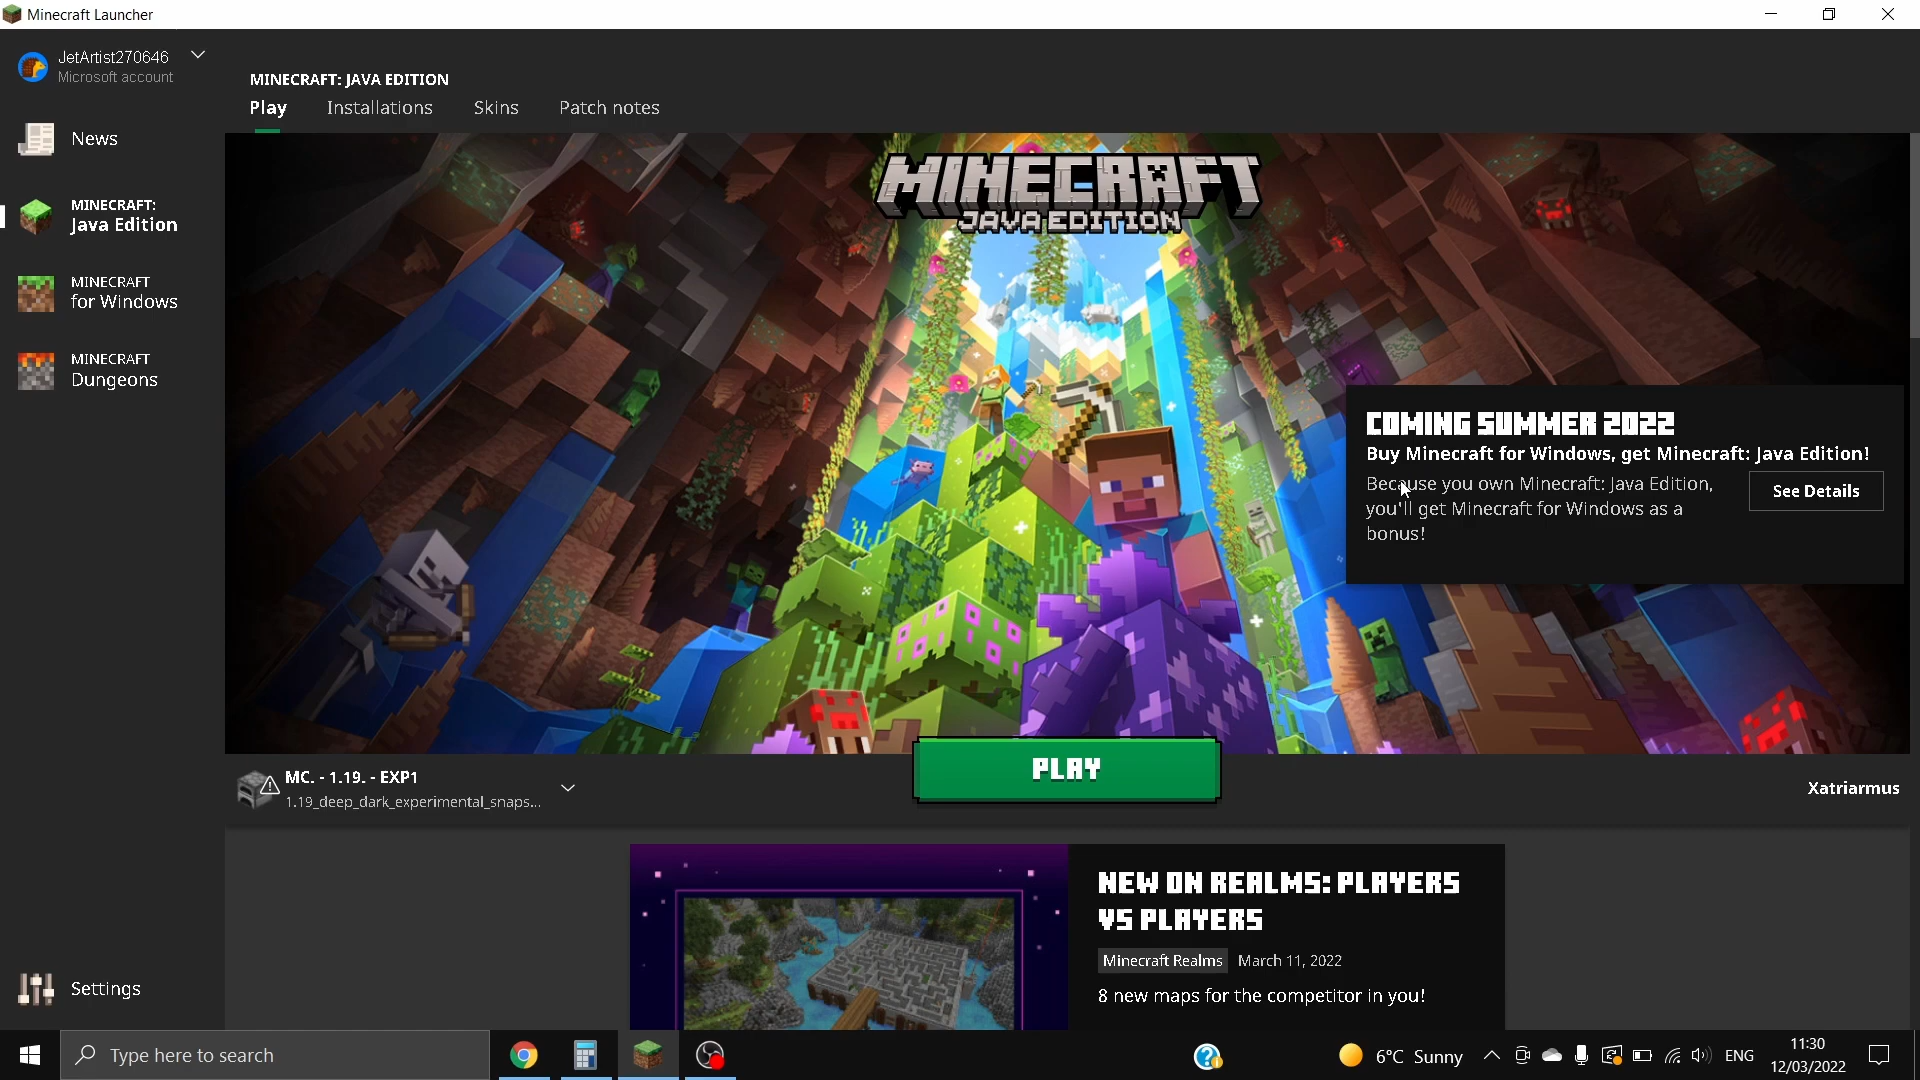 Minecraft Launcher
JetArtist270646
Microsoft account
News
MINECRAFT:
Java Edition
MINECRAFT
for Windows
MINECRAFT
Dungeons
Settings
MINECRAFT: JAVA EDITION
Play Installations Skins Patch notes
MINECRAFT
JAVA EDITION
COMING SUMMER 2022
Buy Minecraft for Windows, get Minecraft: Java Edition!
Because you own Minecraft: Java Edition,
you'll get Minecraft for Windows as a
bonus!
See Details
MC. - 1.19. - EXP1
1.19_deep_dark_experimental_snaps...
PLAY
Xatriarmus
NEW ON REALMS: PLAYERS
VS PLAYERS
Minecraft Realms March 11, 2022
8 new maps for the competitor in you!
Type here to search
6°C Sunny
ENG
11:30
12/03/2022